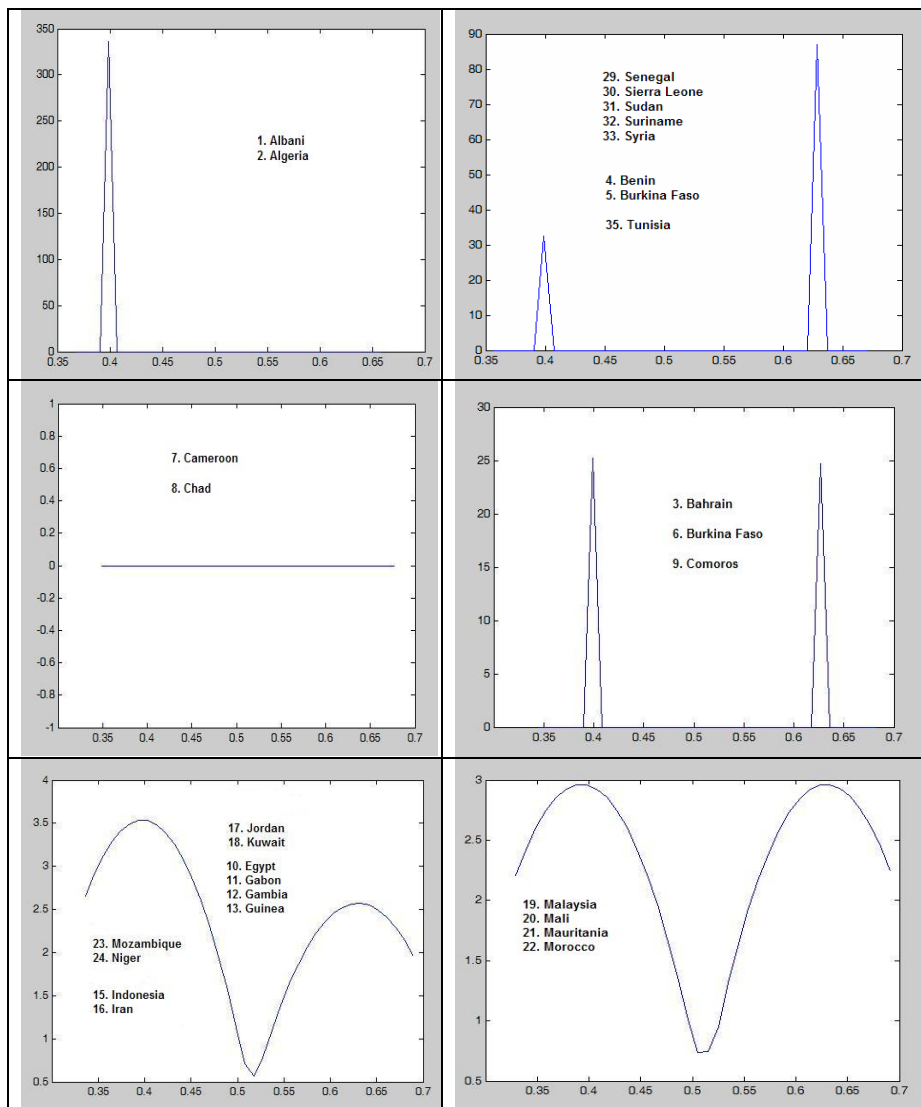 350
300
250
200
150
100
50
0
1. Albani
2. Algeria
0.35 0.4 0.45 0.5 0.55 0.6 0.65 0.7
90
80
70
60
50
40
30
20
10
0
29. Senegal
30. Sierra Leone
31. Sudan
32. Suriname
33. Syria
4. Benin
5. Burkina Faso
35. Tunisia
0.35 0.4 0.45 0.5 0.55 0.6 0.65 0.7
1
0.8
0.6
0.4
0.2
0
-0.2
-0.4
-0.6
-0.8
-1
7. Cameroon
8. Chad
0.35 0.4 0.45 0.5 0.55 0.6 0.65 0.7
30
25
20
15
10
5
0
3. Bahrain
6. Burkina Faso
9. Comoros
0.35 0.4 0.45 0.5 0.55 0.6 0.65 0.7
4
3.5
3
2.5
2
1.5
1
0.5
17. Jordan
18. Kuwait
10. Egypt
11. Gabon
12. Gambia
13. Guinea
23. Mozambique
24. Niger
15. Indonesia
16. Iran
0.35 0.4 0.45 0.5 0.55 0.6 0.65 0.7
3
2.5
2
1.5
1
0.5
19. Malaysia
20. Mali
21. Mauritania
22. Morocco
0.35 0.4 0.45 0.5 0.55 0.6 0.65 0.7